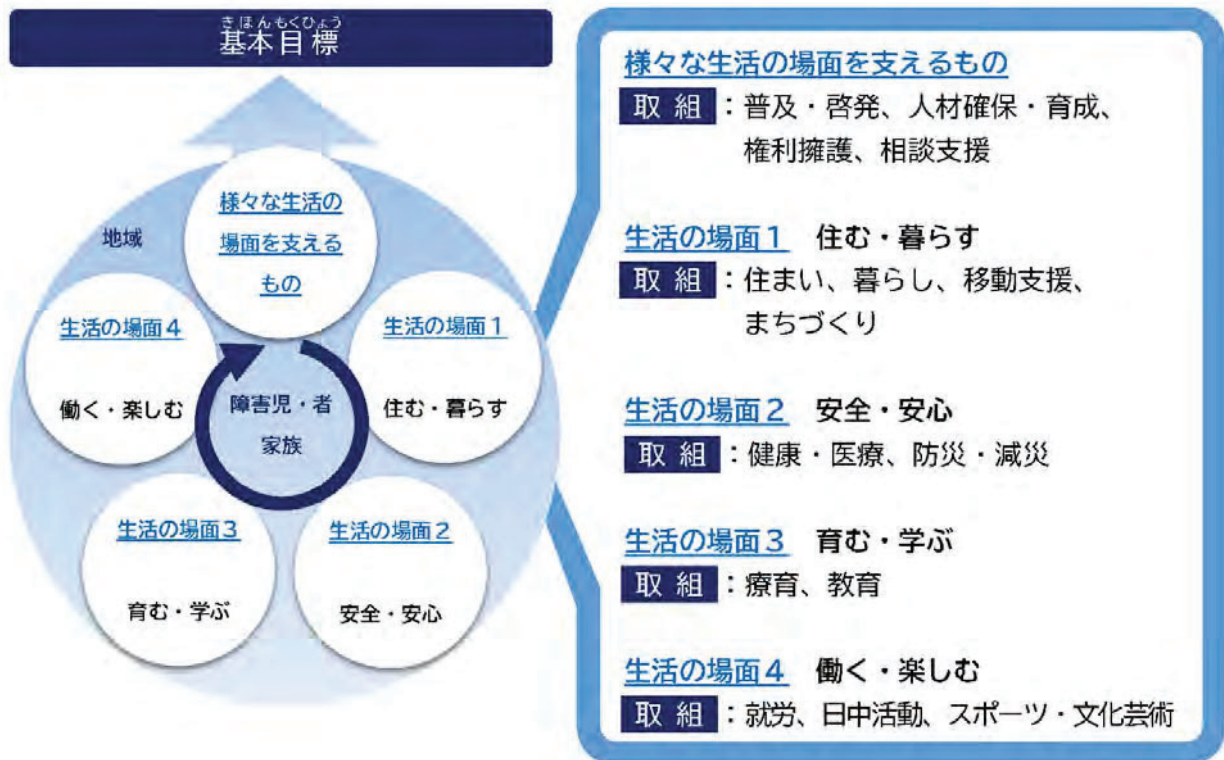 きほんもくひょう
基本目標
様々な生活の
場面を支える
もの
地域
生活の場面4
働く・楽しむ
生活の場面1
住む・暮らす
障害児・者
家族
生活の場面3
育む・学ぶ
生活の場面2
安全・安心
様々な生活の場面を支えるもの
取 組：普及・啓発、人材確保・育成、
権利擁護、相談支援
生活の場面1 住む・暮らす
取 組：住まい、暮らし、移動支援、
まちづくり
生活の場面2 安全・安心
取 組：健康・医療、防災・減災
生活の場面3 育む・学ぶ
取 組：療育、教育
生活の場面4 働く・楽しむ
取 組：就労、日中活動、スポーツ・文化芸術